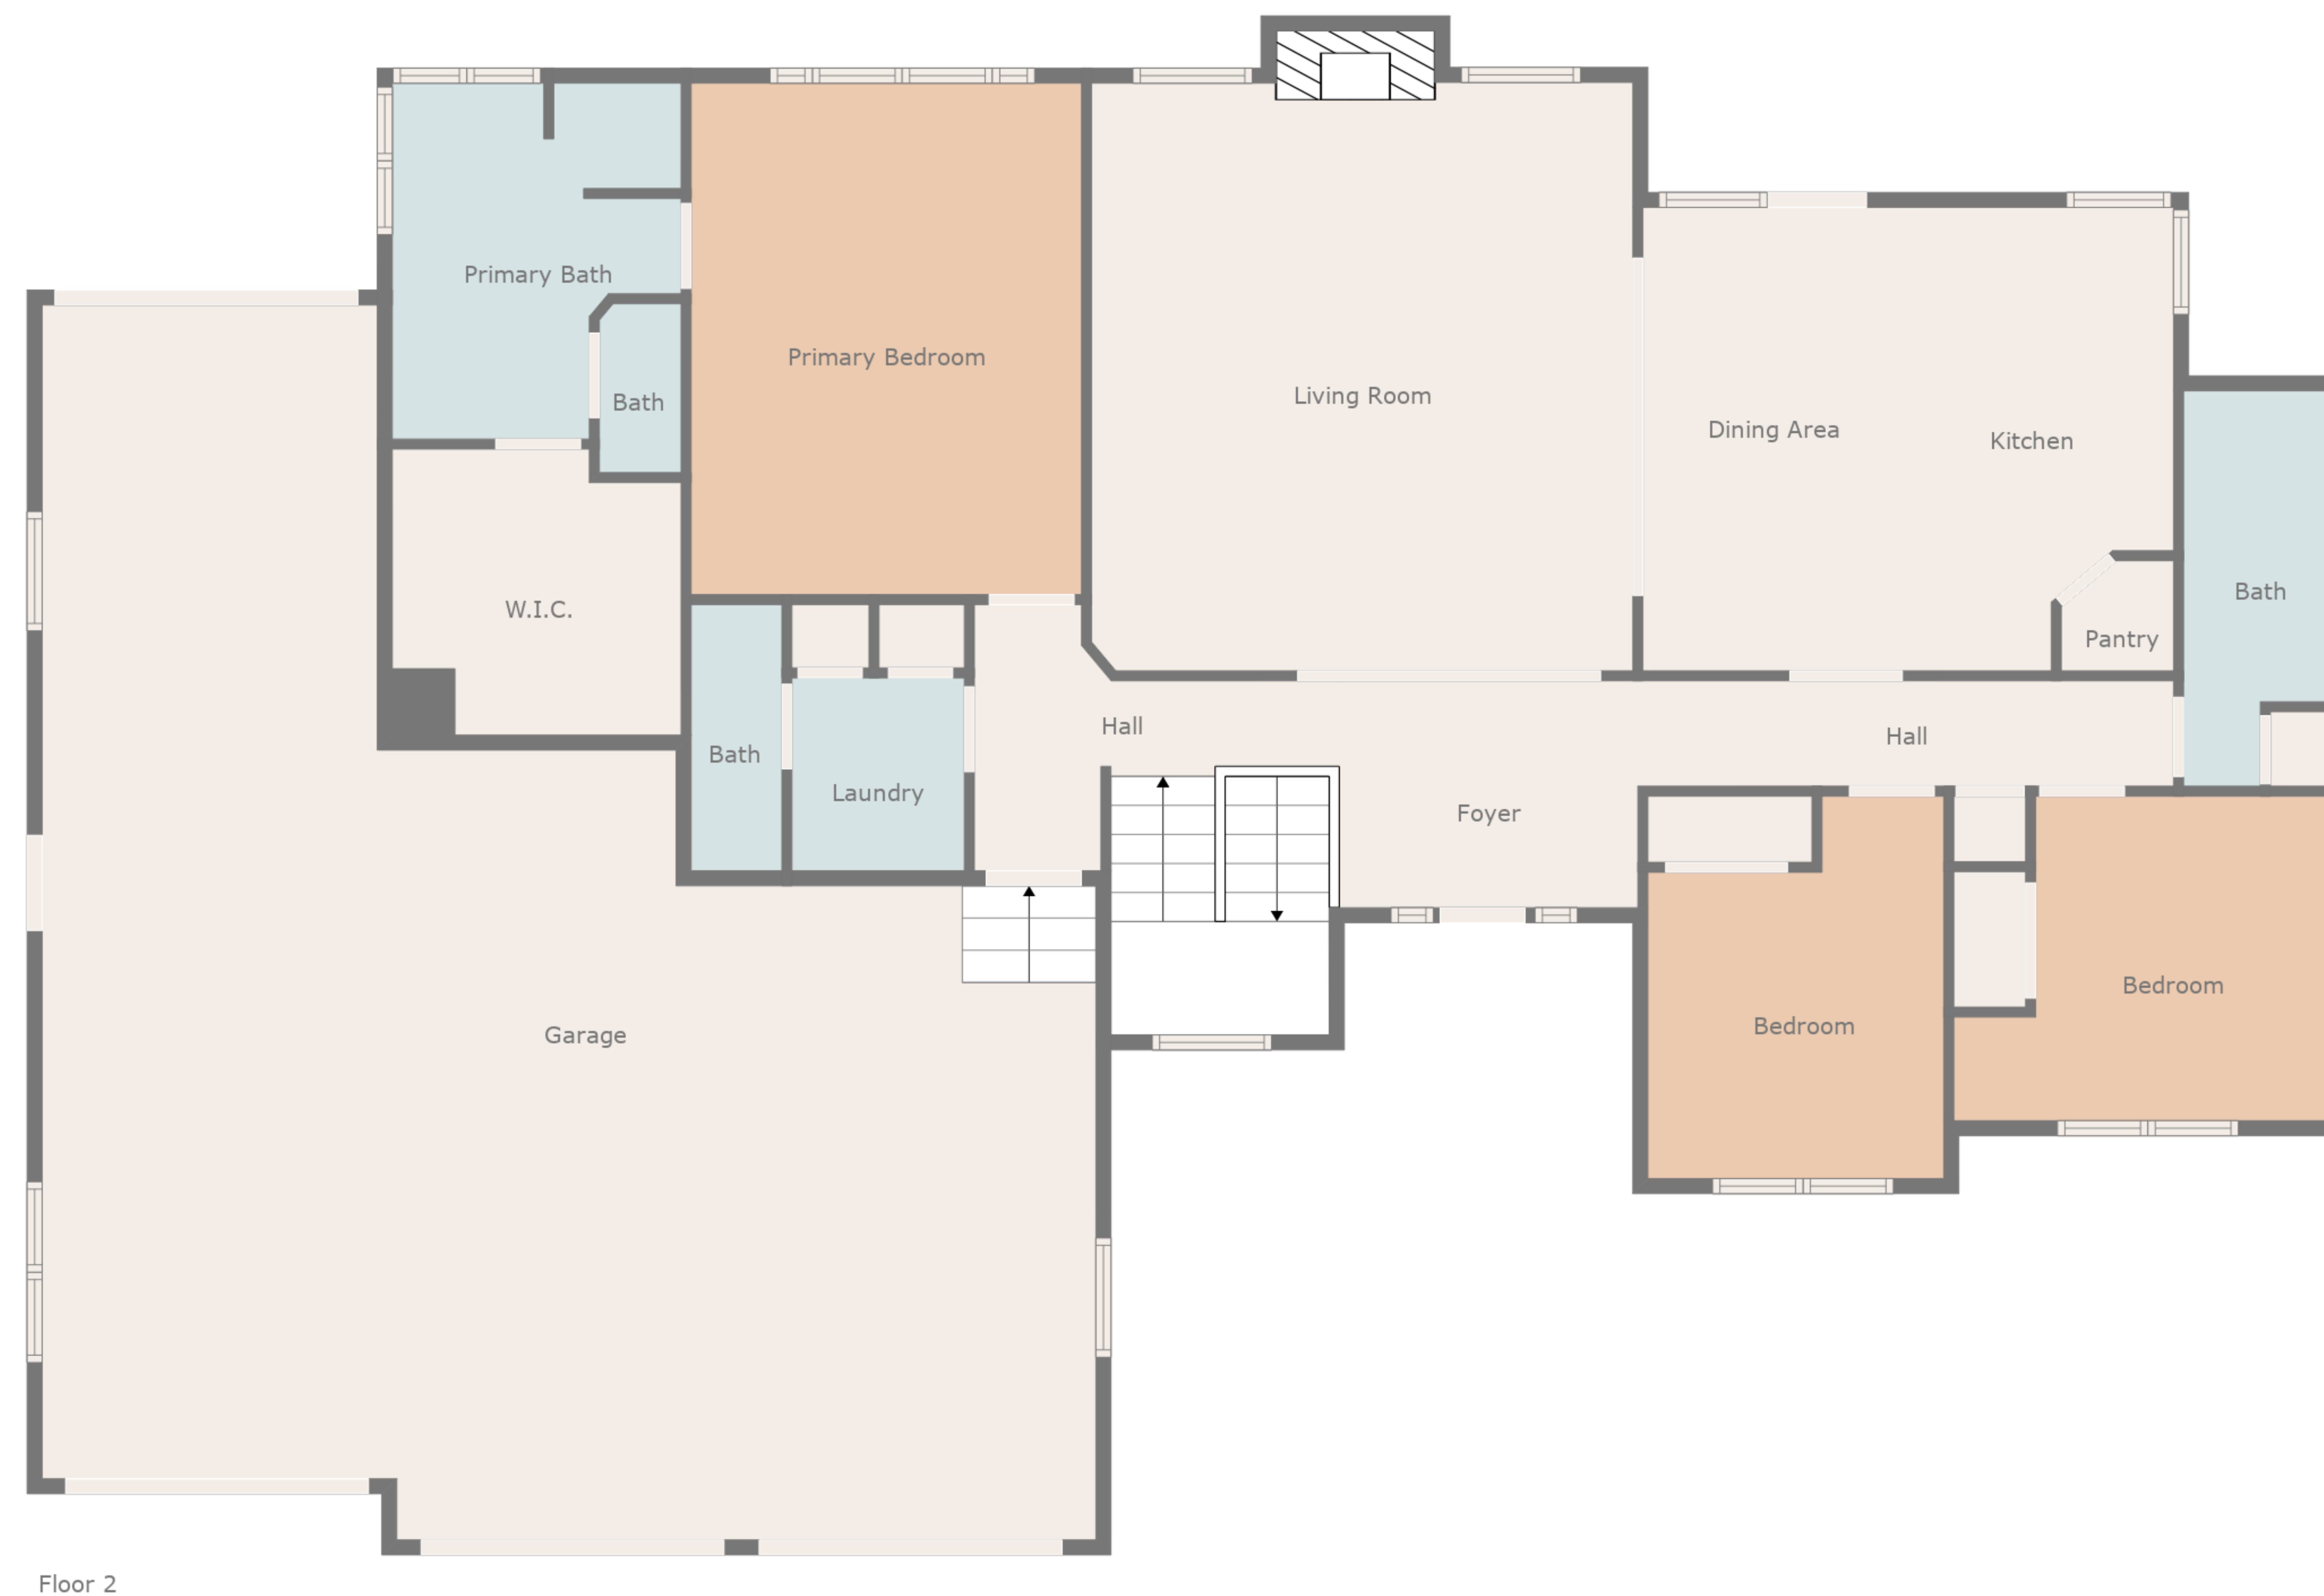 Primary Bath
Primary Bedroom
Living Room
Bath
Dining Area
Kitchen
W.I.C.
Bath
Pantry
Hall
Hall
Bath
Laundry
Foyer
Bedroom
Bedroom
Garage
Floor 2